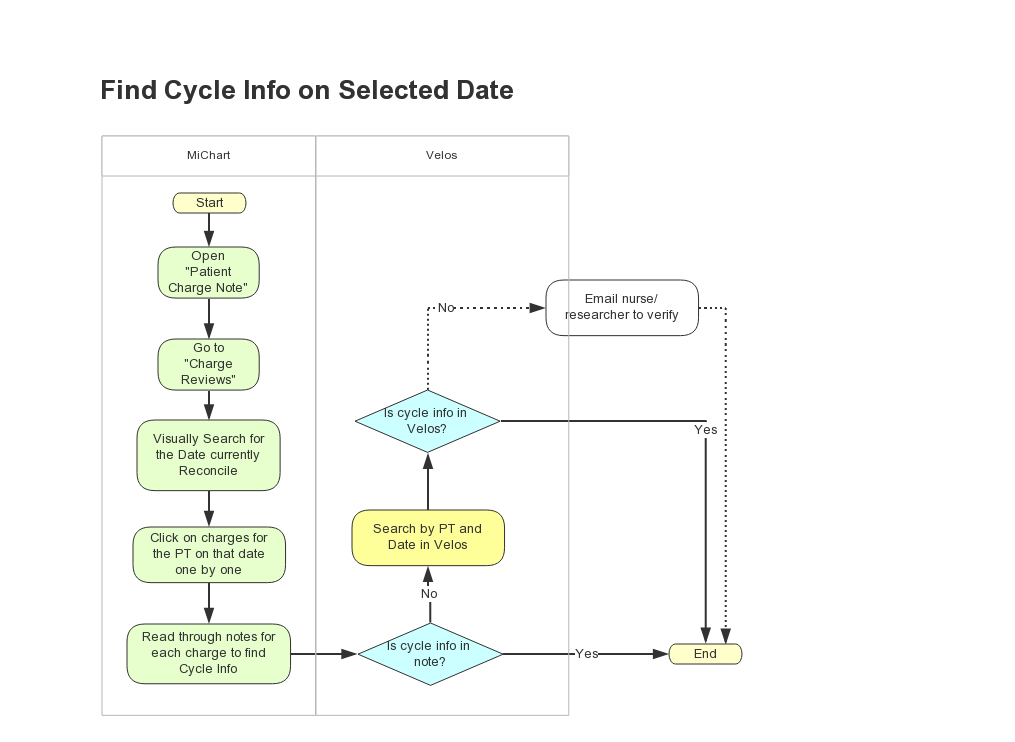 Find Cycle Info on Selected Date
MiChart
Velos
Start
Open
"Patient
Charge Note"
Go to
"Charge
Reviews"
Visually Search for
the Date currently
Reconcile
Click on charges for
the PT on that date
one by one
Read through notes for
each charge to find
Cycle Info
Is cycle info in
note?
Yes
End
No
Search by PT and
Date in Velos
Is cycle info in
Velos?
Yes
No
Email nurse/
researcher to verify